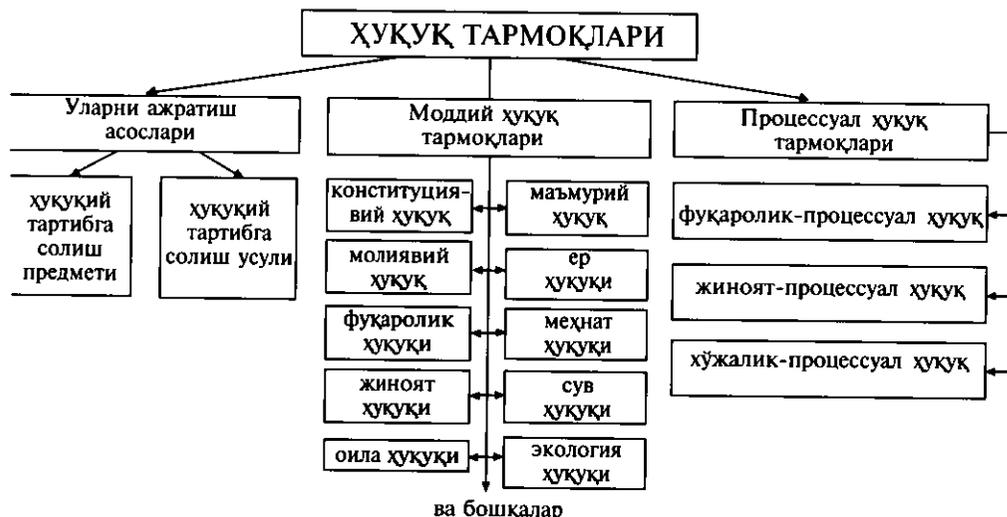 ҲУҚУҚ ТАРМОҚЛАРИ
Уларни ажратиш
асослари
ҳуқуқий
тартибга
солиш
предмети
ҳуқуқий
тартибга
солиш усули
Моддий ҳуқуқ
тармоқлари
конституция-
вий ҳуқуқ
маъмурий
ҳуқуқ
молиявий
ҳуқуқ
ер
ҳуқуқи
фуқаролик
ҳуқуқи
меҳнат
ҳуқуқи
жиноят
ҳуқуқи
сув
ҳуқуқи
оила ҳуқуқи
экология
ҳуқуқи
ва бошқалар
Процессуал ҳуқуқ
тармоқлари
фуқаролик-процессуал ҳуқуқ
жиноят-процессуал ҳуқуқ
хўжалик-процессуал ҳуқуқ